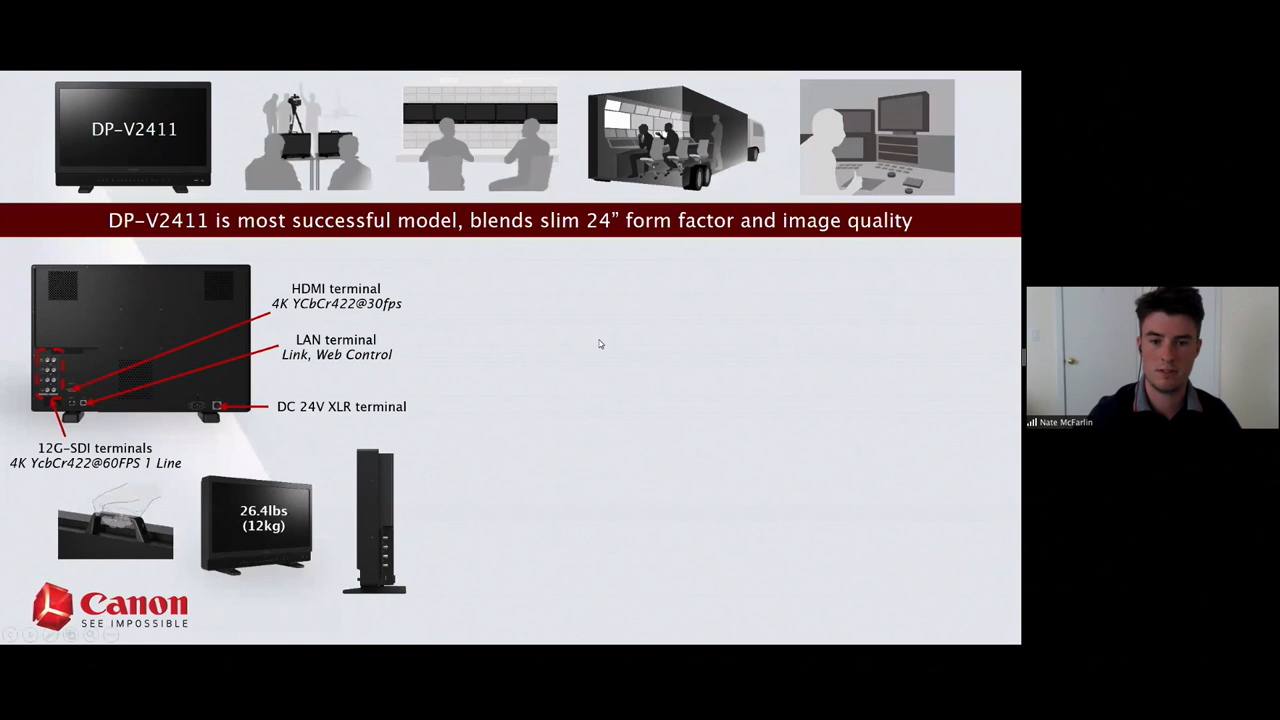 DP-V2411
DP-V2411 is most successful model, blends slim 24” form factor and image quality
HDMI terminal
4K YCbCr422@30fps
LAN terminal
Link, Web Control
DC 24V XLR terminal
12G-SDI terminals
4K YcbCr422@60FPS 1 Line
26.4lbs
(12kg)
Canon
SEE IMPOSSIBLE
Nate McFarlin